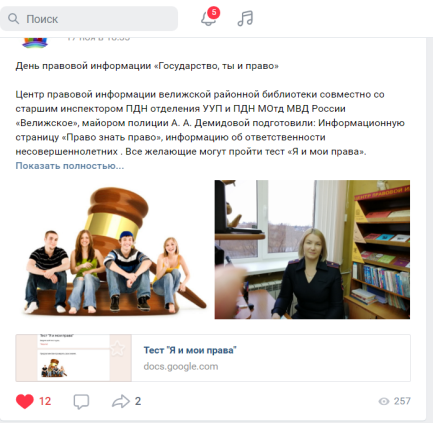 Поиск
5
День правовой информации «Государство, ты и право»
Центр правовой информации велижской районной библиотеки совместно со
старшим инспектором ПДН отделения УУП и ПДН МОтд МВД России
«Велижское», майором полиции А. А. Демидовой подготовили: Информационную
страницу «Право знать право», информацию об ответственности
несовершеннолетних . Все желающие могут пройти тест «Я и мои права».
Показать полностью...
Тест "Я и мои права"
Тест "Я и мои права"
docs.google.com
12
2
257